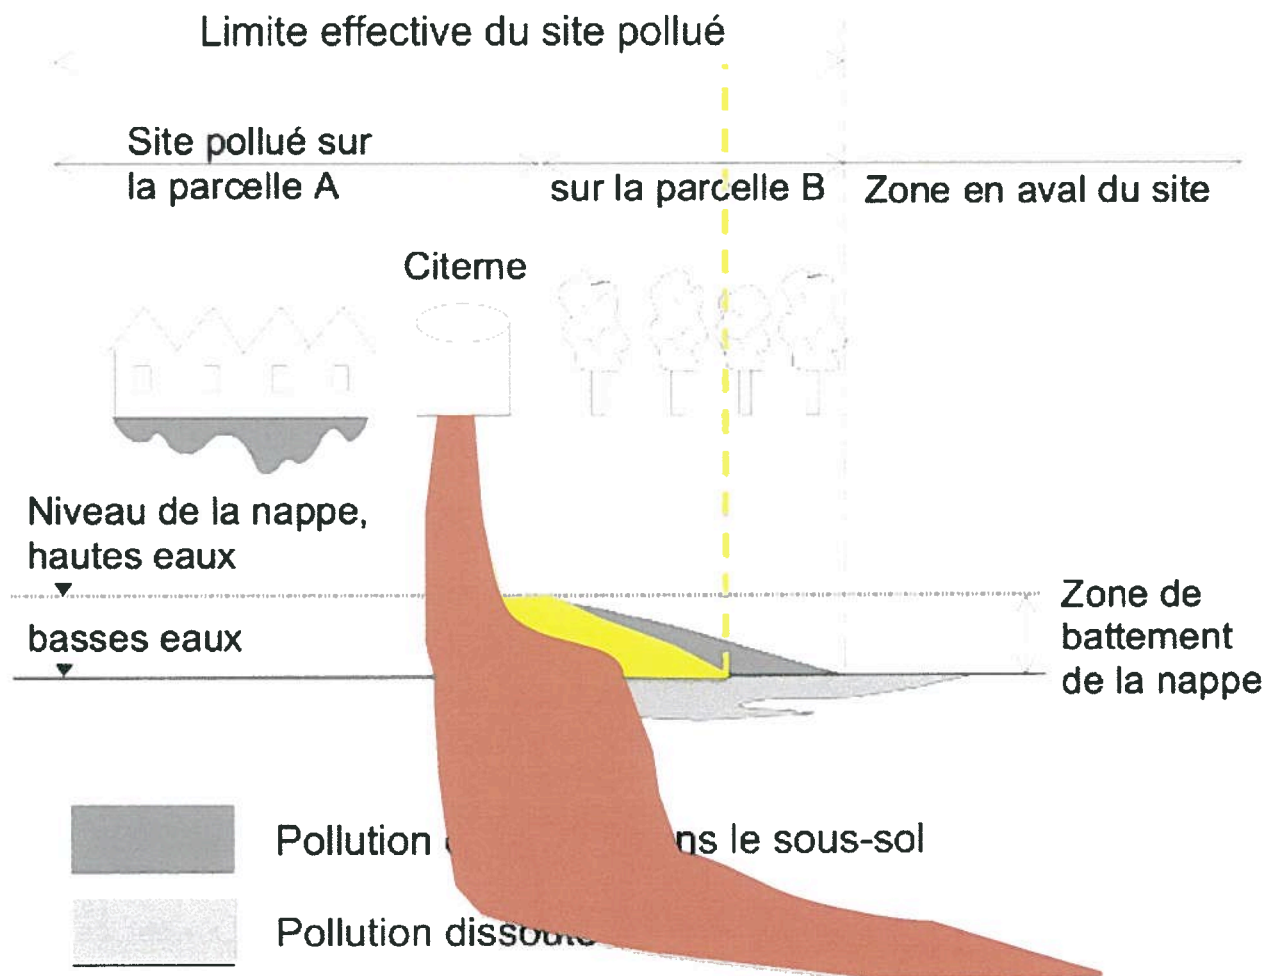 Limite effective du site pollué
Site pollué sur
la parcelle A
sur la parcelle B
Zone en aval du site
Citerne
Niveau de la nappe,
hautes eaux
basses eaux
Zone de
battement
de la nappe
Pollution
le sous-sol
Pollution